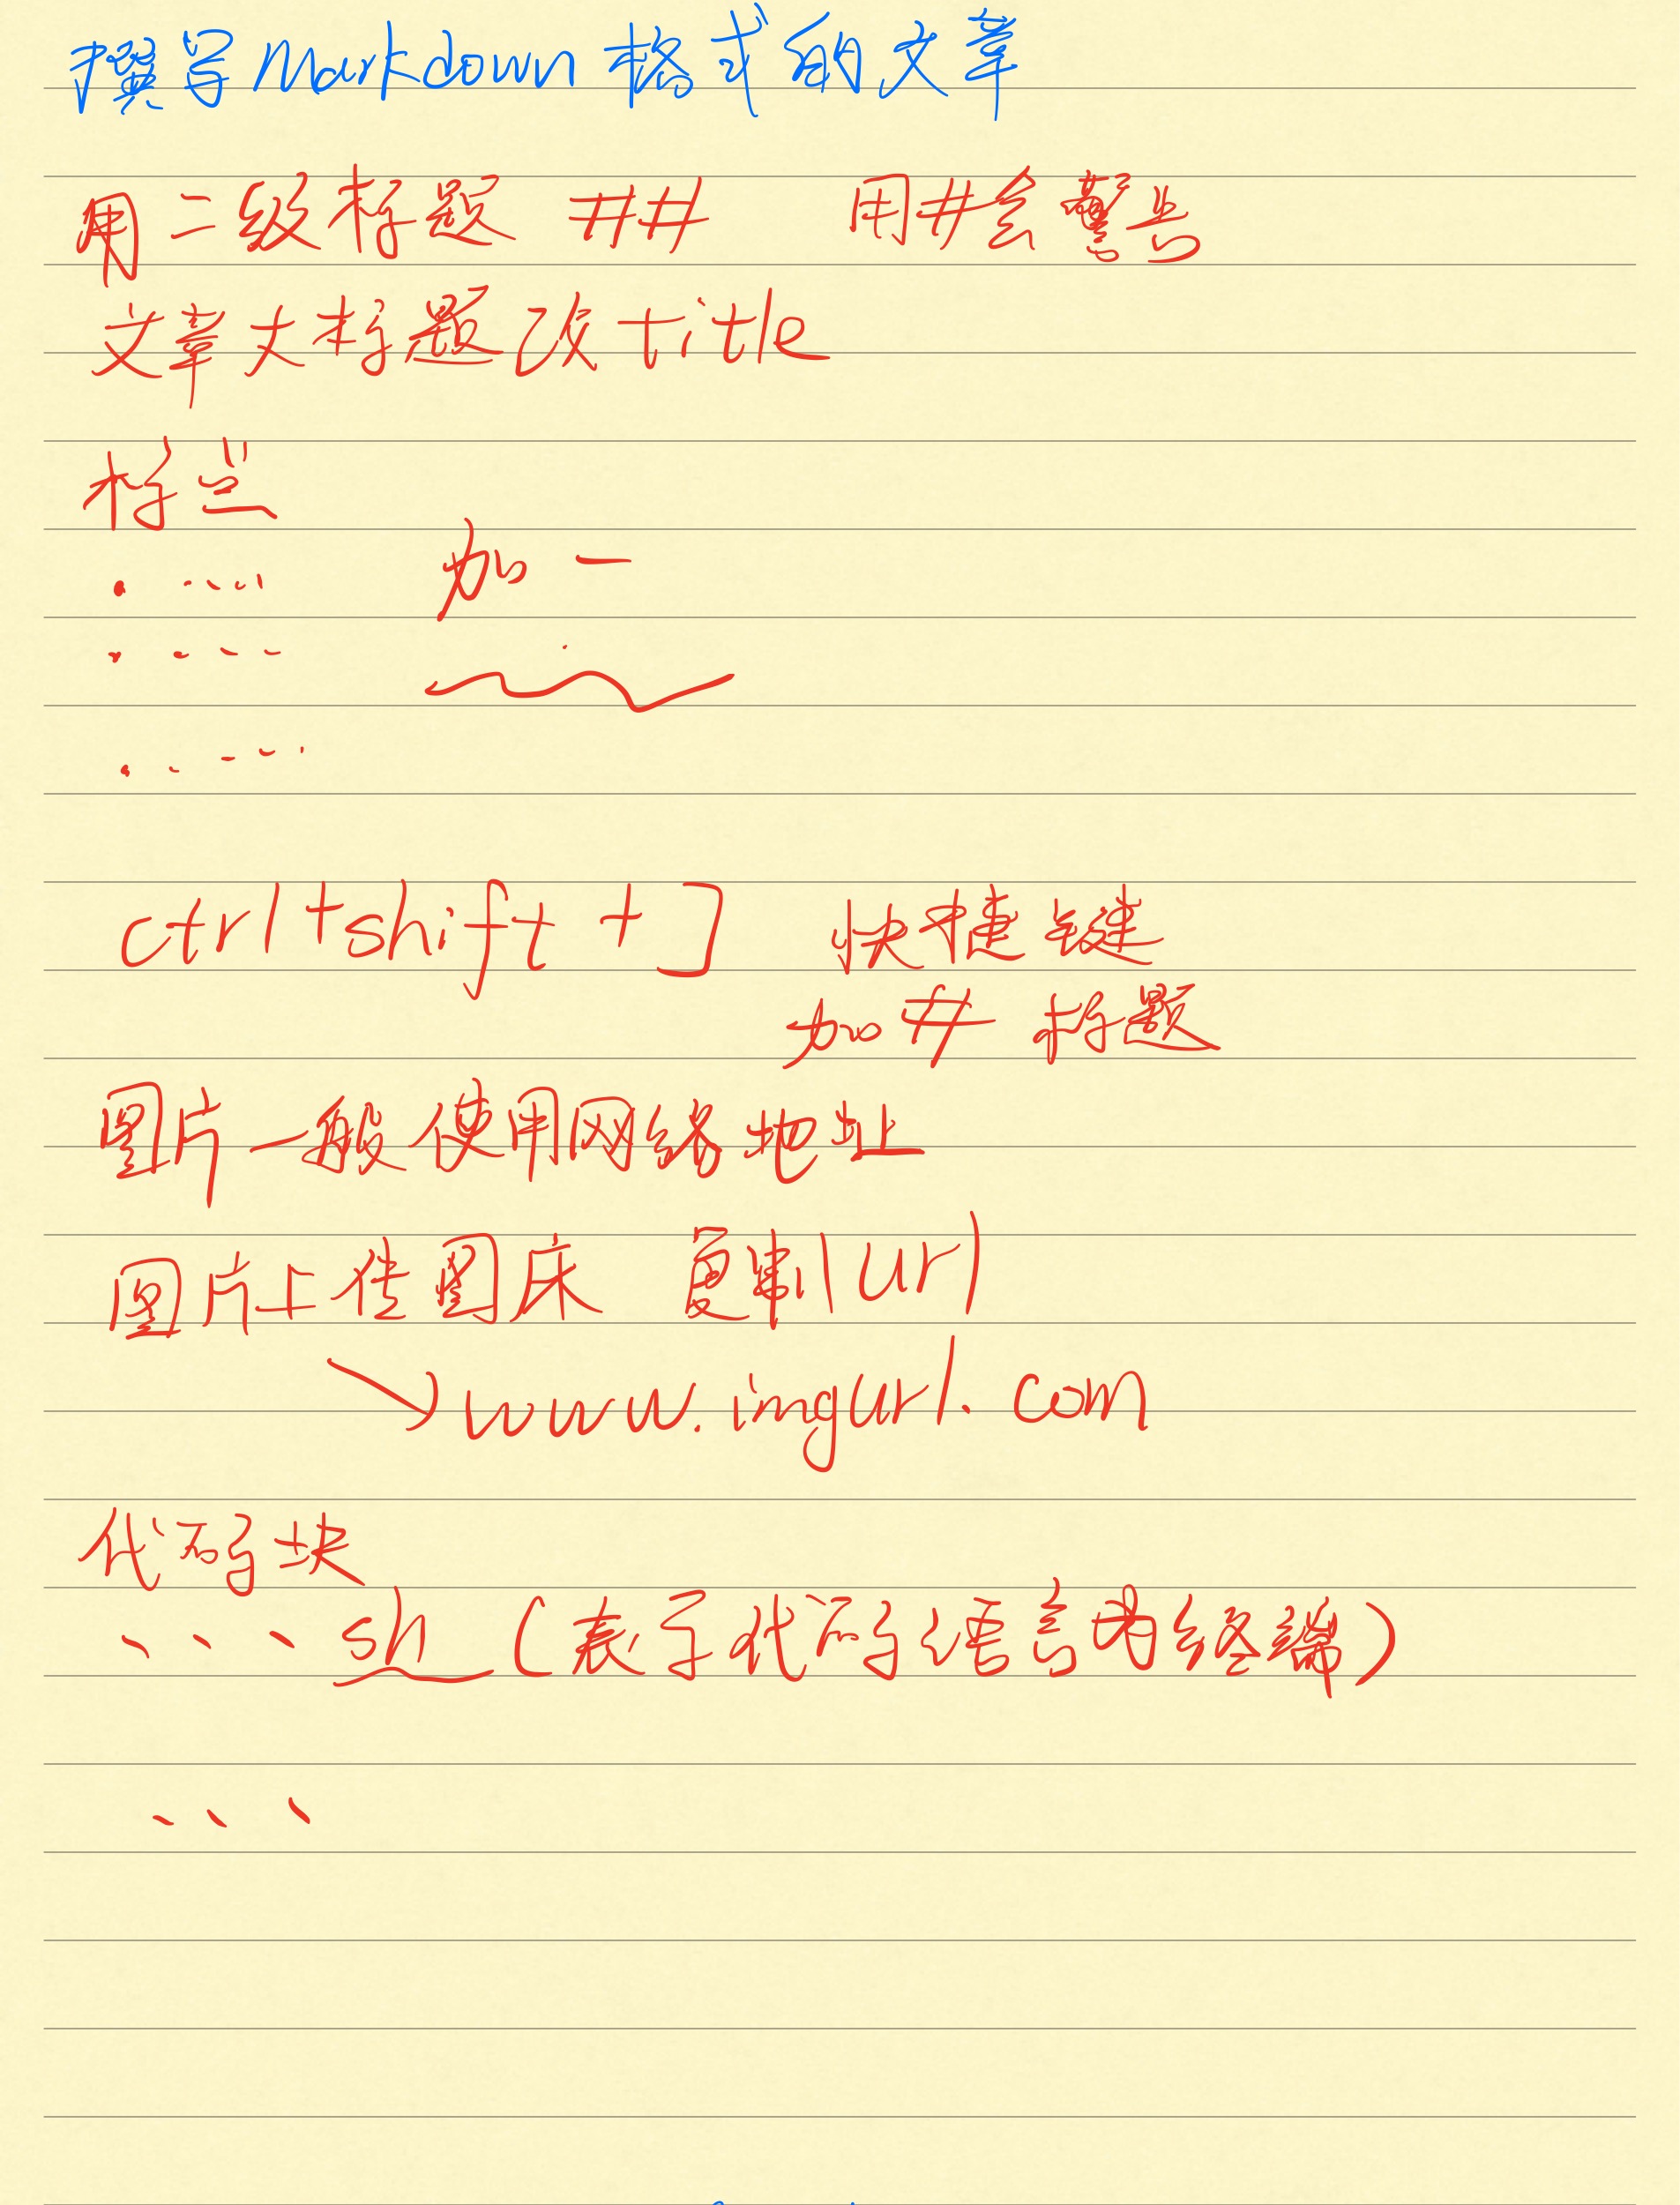 撰写Markdown格式的文章
用二级标题 ## 用#会警告
文章大标题改title
标兰
加 -
ctrl+shift+] 快捷键
加# 标题
图片一般使用网络地址
图片上传图床 复制url
www.imgurl.com
代码块
、、、sh (表示代码语言为终端)
、、、